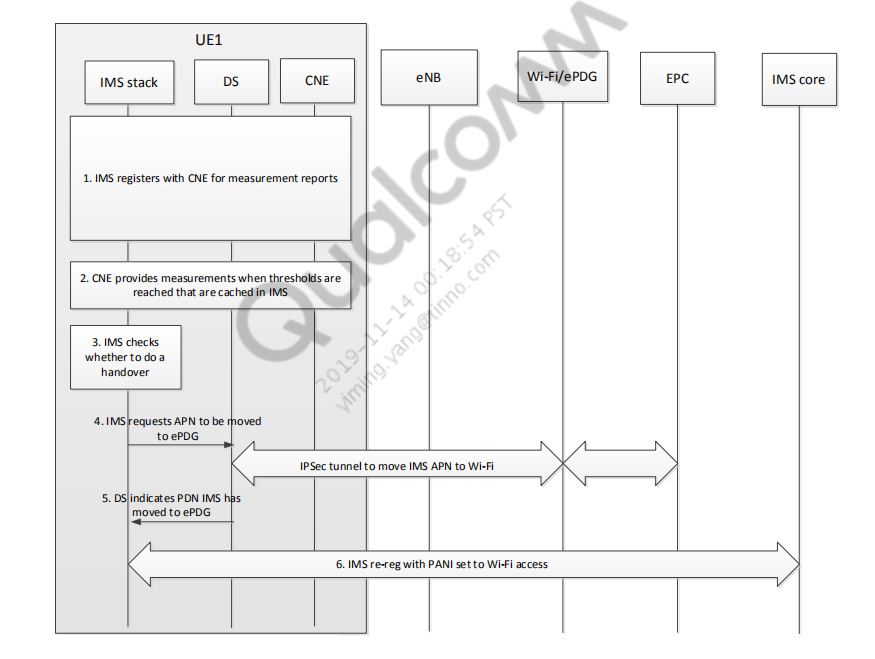 UE1
IMS stack
DS
CNE
eNB
Wi-Fi/ePDG
EPC
IMS core
1. IMS registers with CNE for measurement reports
2. CNE provides measurements when thresholds are
reached that are cached in IMS
3. IMS checks
whether to do a
handover
4. IMS requests APN to be moved
to ePDG
IPSec tunnel to move IMS APN to Wi-Fi
5. DS indicates PDN IMS has
moved to ePDG
6. IMS re-reg with PANI set to Wi-Fi access
Qualcomm
2019-11-14 00:18:54 PST
yiming.yang@tinno.com